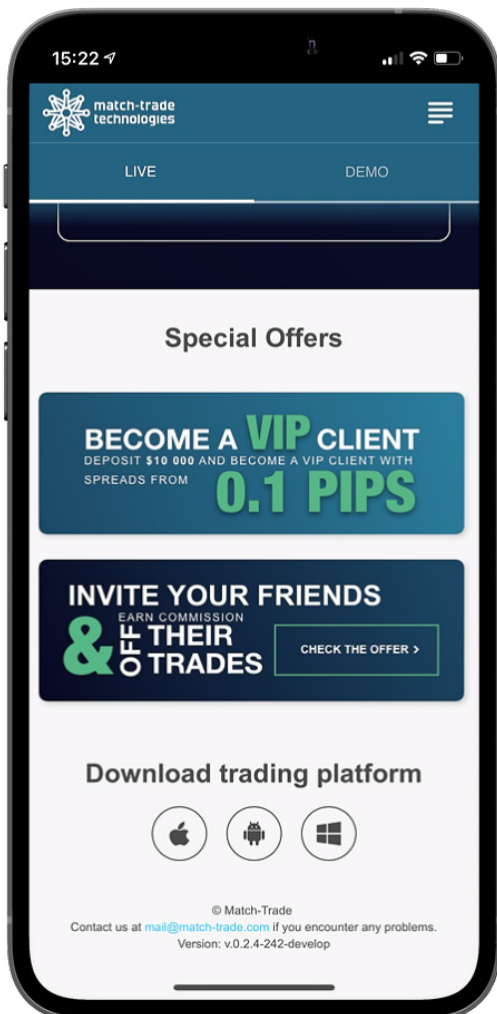 15:22
match-trade
technologies
LIVE
DEMO
Special Offers
BECOME A VIP CLIENT
DEPOSIT $10 000 AND BECOME A VIP CLIENT WITH
SPREADS FROM
0.1 PIPS
INVITE YOUR FRIENDS
EARN COMMISSION
& OFF THEIR
TRADES
CHECK THE OFFER >
Download trading platform
© Match-Trade
Contact us at mail@match-trade.com if you encounter any problems.
Version: v.0.2.4-242-develop